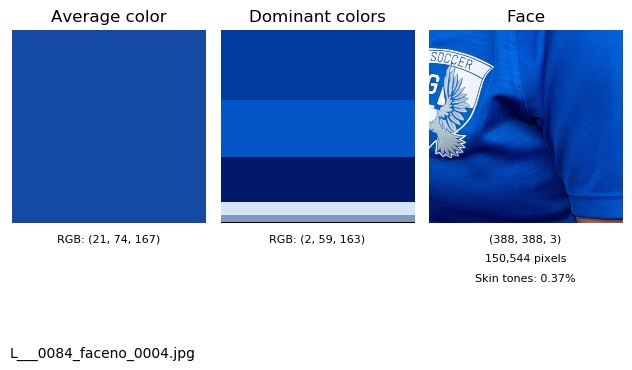 Average color
Dominant colors
Face
SOCCER
G
RGB: (21, 74, 167)
RGB: (2, 59, 163)
(388, 388, 3)
150,544 pixels
Skin tones: 0.37%
L___0084_faceno_0004.jpg